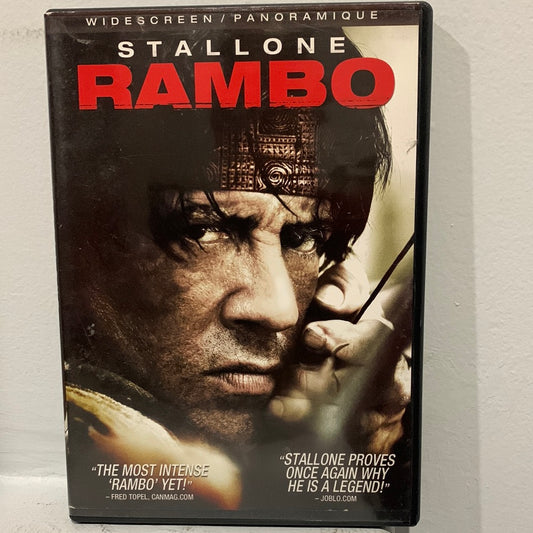 WIDESCREEN / PANORAMIQUE
STALLONE
RAMBO
“THE MOST INTENSE
‘RAMBO’ YET!”
– FRED TOPEL, CANMAG.COM
“STALLONE PROVES
ONCE AGAIN WHY
HE IS A LEGEND!”
– JOBLO.COM